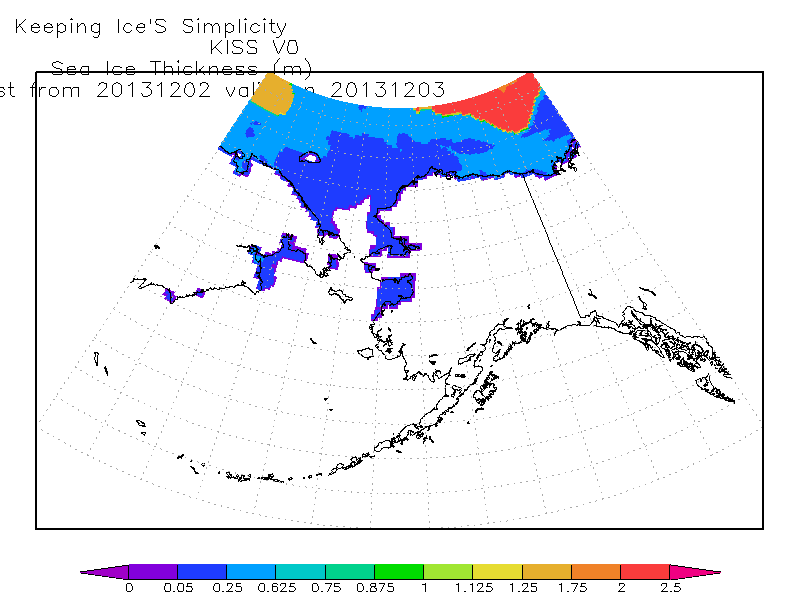 Keeping Ice'S Simplicity
KISS V0
Sea Ice Thickness (m)
st from 20131202 val 20131203
0 0.05 0.25 0.625 0.75 0.875 1 1.125 1.25 1.75 2 2.5